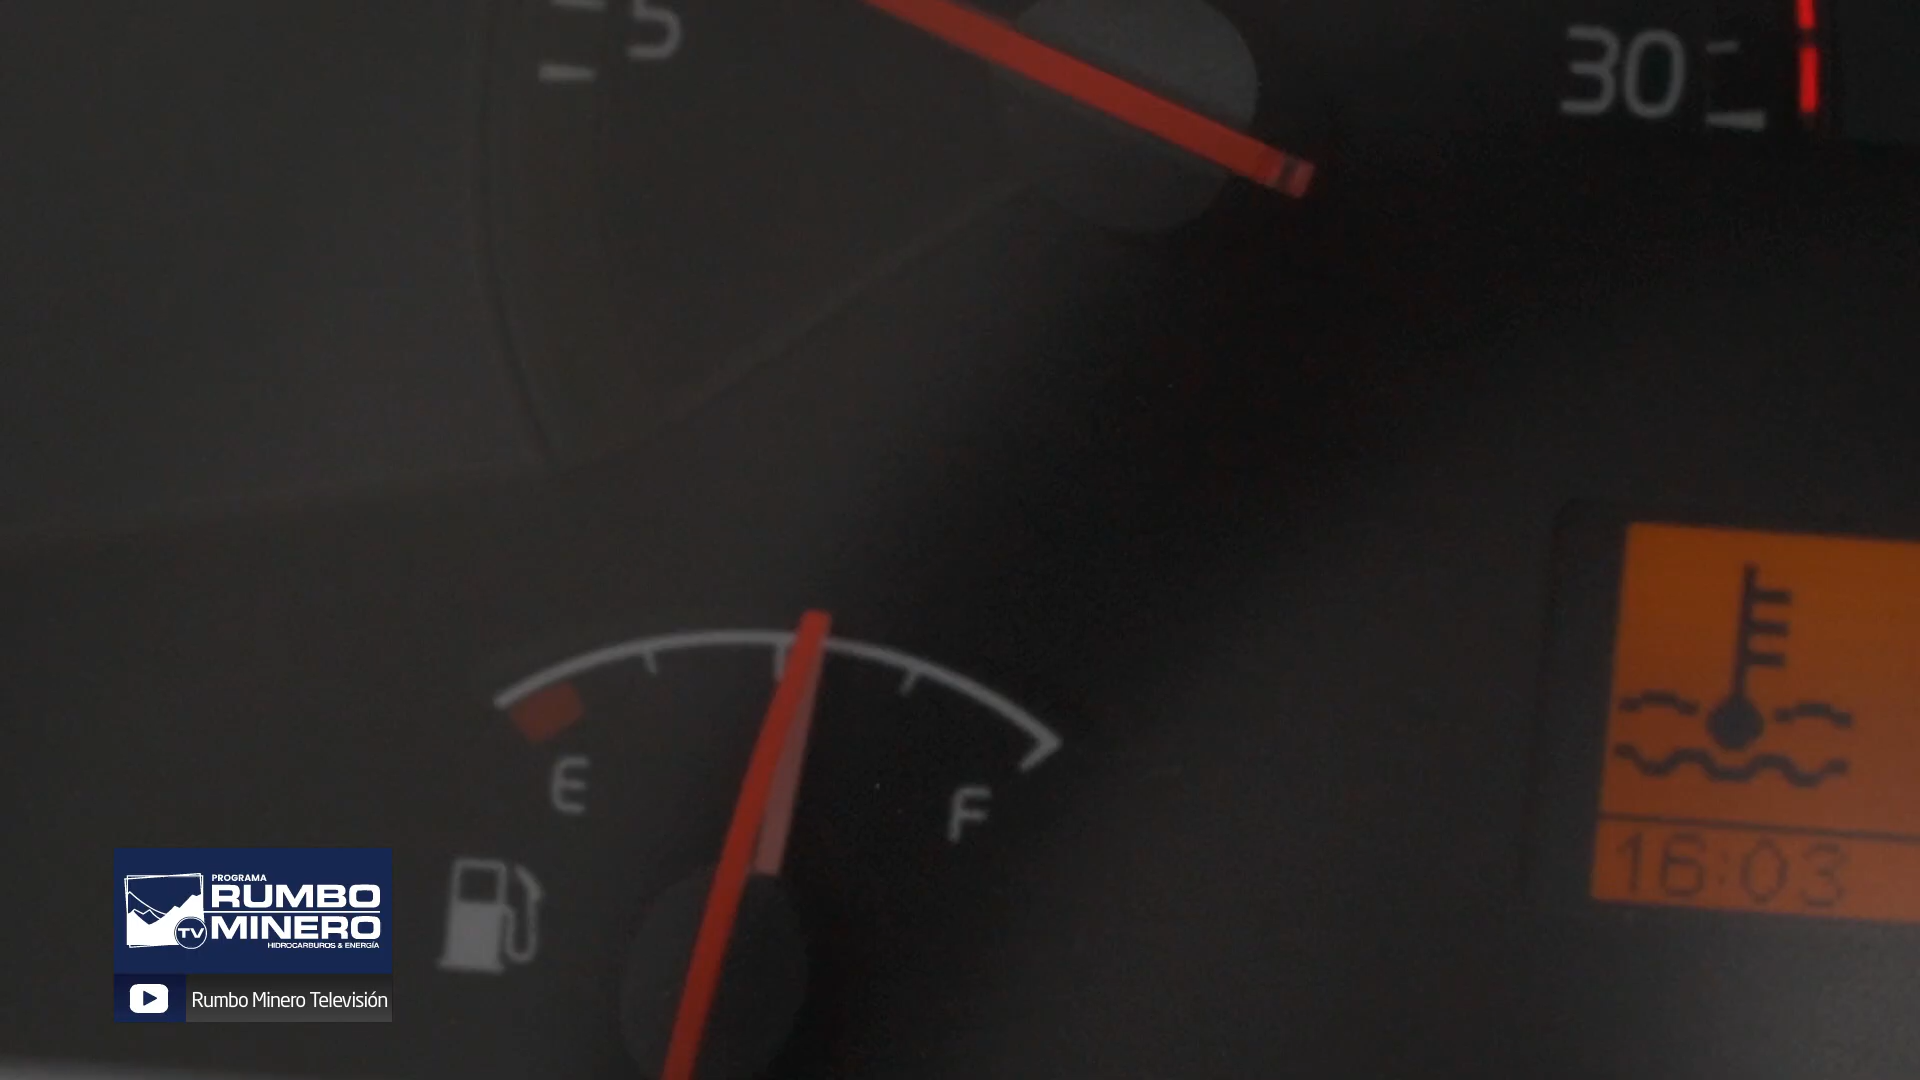 5
30
E
F
16:03
PROGRAMA
RUMBO
MINERO
TV
HIDROCARBUROS & ENERGÍA
Rumbo Minero Televisión